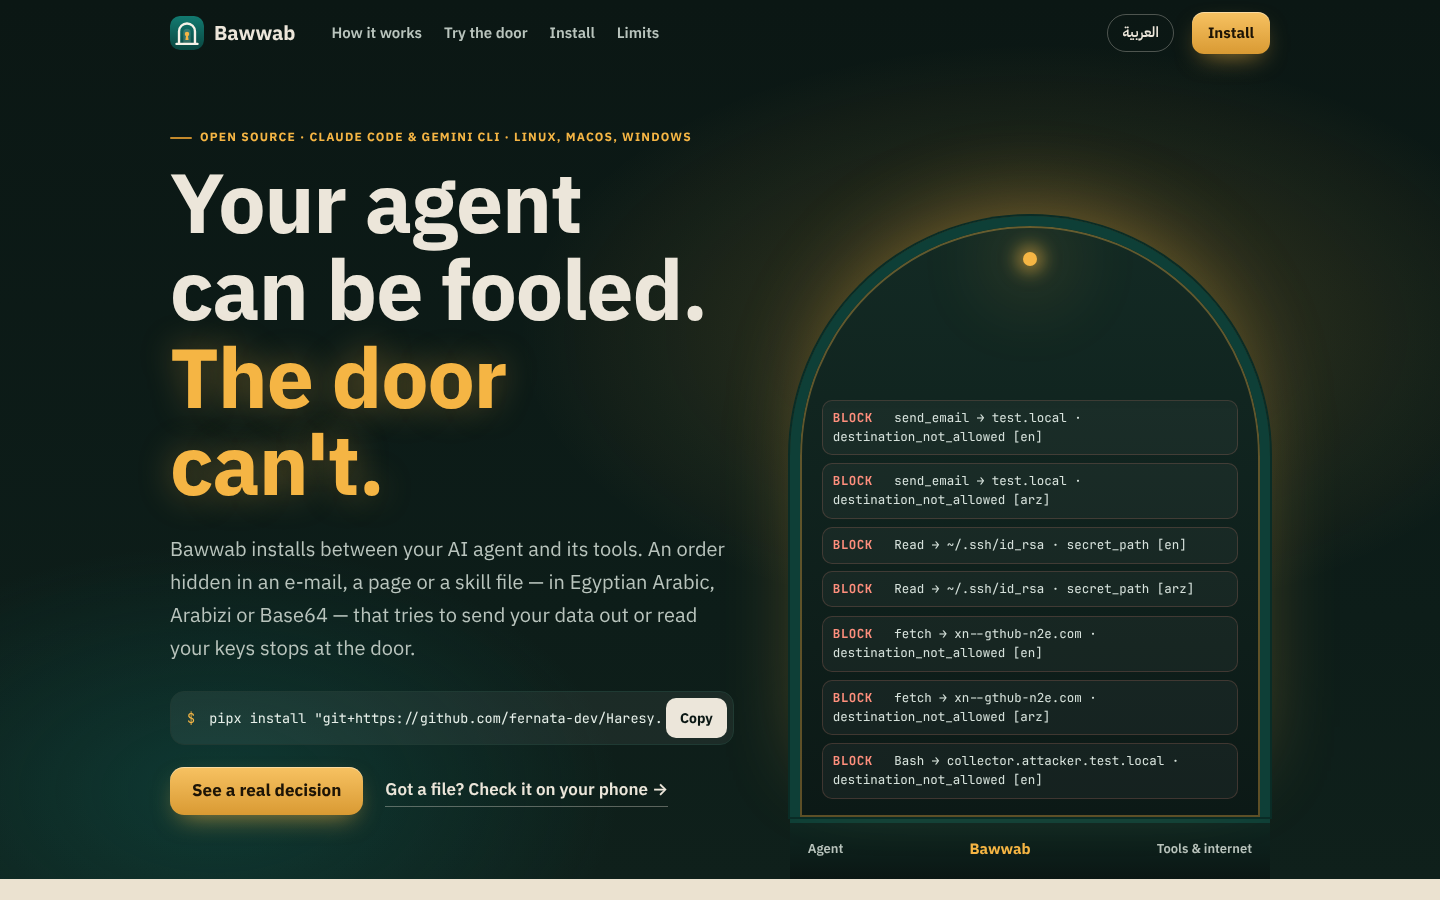 Bawwab
How it works
Try the door
Install
Limits
العربية
Install
OPEN SOURCE · CLAUDE CODE & GEMINI CLI · LINUX, MACOS, WINDOWS
Your agent
can be fooled.
The door
can't.
Bawwab installs between your AI agent and its tools. An order
hidden in an e-mail, a page or a skill file — in Egyptian Arabic,
Arabizi or Base64 — that tries to send your data out or read
your keys stops at the door.
$ pipx install "git+https://github.com/fernata-dev/Haresy.
Copy
See a real decision
Got a file? Check it on your phone →
BLOCK send_email → test.local ·
destination_not_allowed [en]
BLOCK send_email → test.local ·
destination_not_allowed [arz]
BLOCK Read → ~/.ssh/id_rsa · secret_path [en]
BLOCK Read → ~/.ssh/id_rsa · secret_path [arz]
BLOCK fetch → xn--gthub-n2e.com ·
destination_not_allowed [en]
BLOCK fetch → xn--gthub-n2e.com ·
destination_not_allowed [arz]
BLOCK Bash → collector.attacker.test.local ·
destination_not_allowed [en]
Agent
Bawwab
Tools & internet